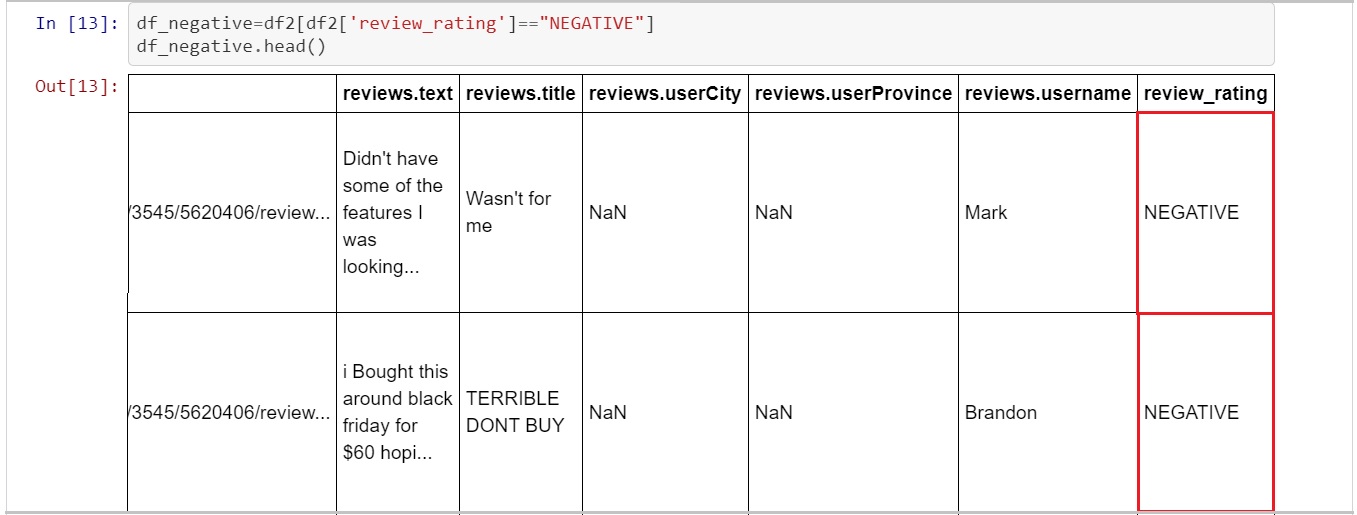 In [13]: df_negative=df2[df2['review_rating']=="NEGATIVE"]
df_negative.head()
Out[13]:
reviews.text reviews.title reviews.userCity reviews.userProvince reviews.username review_rating
Didn't have
some of the
features I
was
looking...
/3545/5620406/review...
Wasn't for
me
NaN NaN Mark NEGATIVE
i Bought this
around black
friday for
$60 hopi...
/3545/5620406/review...
TERRIBLE
DONT BUY
NaN NaN Brandon NEGATIVE